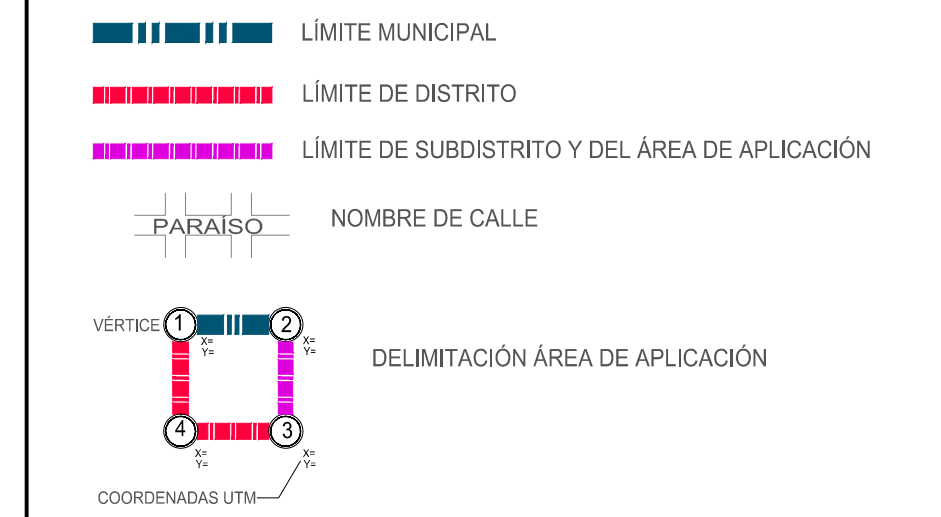 LÍMITE MUNICIPAL
LÍMITE DE DISTRITO
LÍMITE DE SUBDISTRITO Y DEL ÁREA DE APLICACIÓN
PARAÍSO
NOMBRE DE CALLE
VÉRTICE 1 2
X=
Y=
X=
Y=
DELIMITACIÓN ÁREA DE APLICACIÓN
4 3
X=
Y=
X=
Y=
COORDENADAS UTM